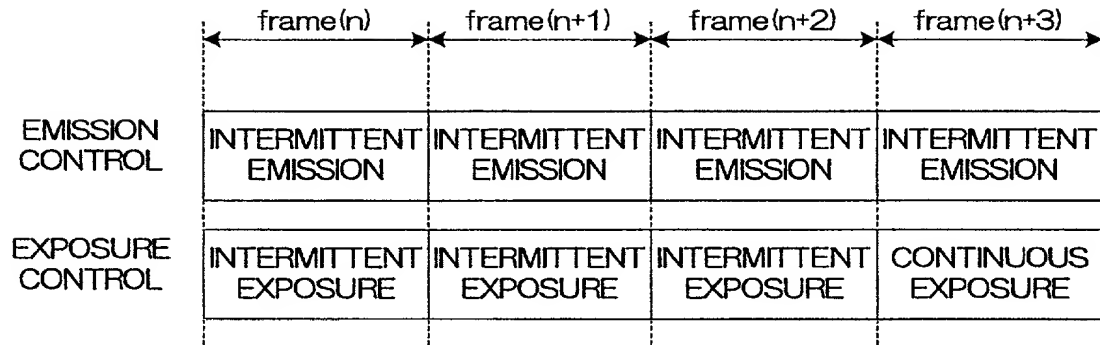 frame(n) frame(n+1) frame(n+2) frame(n+3)
EMISSION
CONTROL
INTERMITTENT
EMISSION
INTERMITTENT
EMISSION
INTERMITTENT
EMISSION
INTERMITTENT
EMISSION
EXPOSURE
CONTROL
INTERMITTENT
EXPOSURE
INTERMITTENT
EXPOSURE
INTERMITTENT
EXPOSURE
CONTINUOUS
EXPOSURE